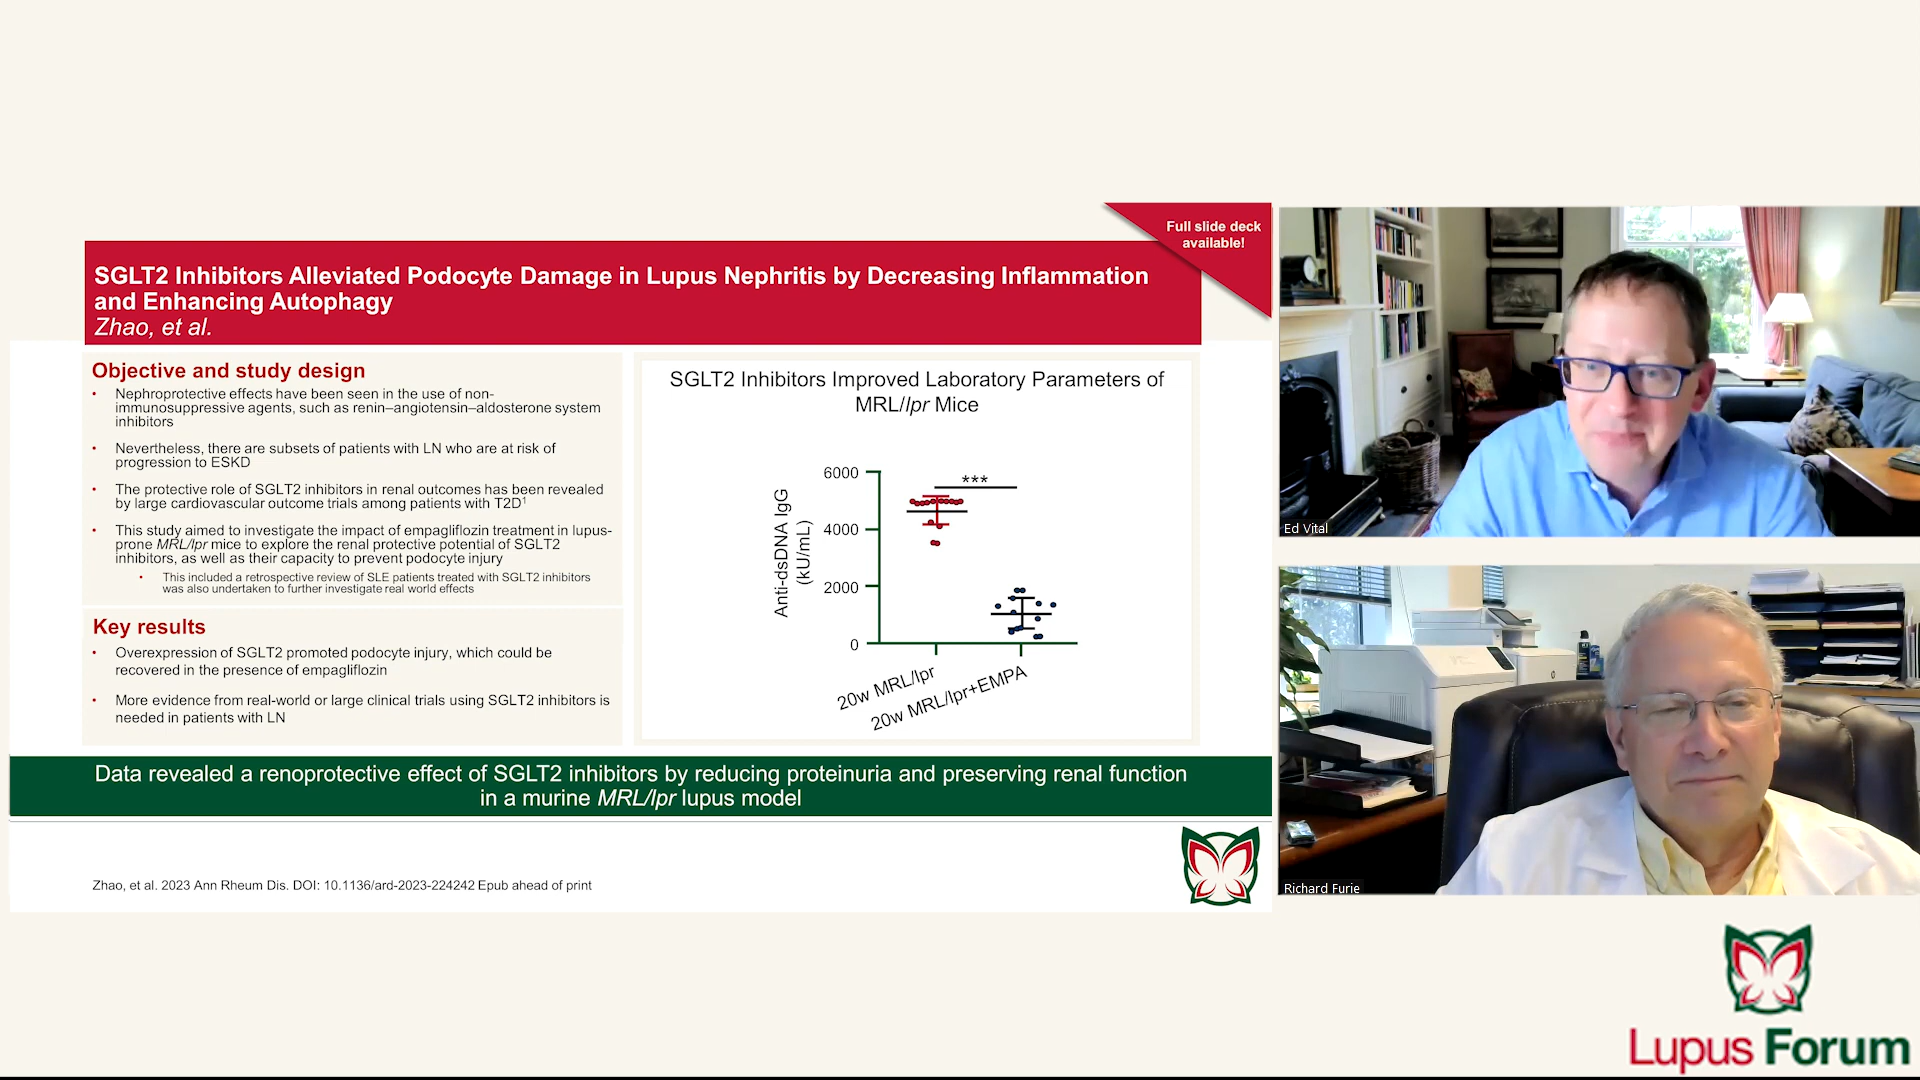 Full slide deck
available!
SGLT2 Inhibitors Alleviated Podocyte Damage in Lupus Nephritis by Decreasing Inflammation
and Enhancing Autophagy
Zhao, et al.
Objective and study design
• Nephroprotective effects have been seen in the use of non-
immunosuppressive agents, such as renin–angiotensin–aldosterone system
inhibitors
• Nevertheless, there are subsets of patients with LN who are at risk of
progression to ESKD
• The protective role of SGLT2 inhibitors in renal outcomes has been revealed
by large cardiovascular outcome trials among patients with T2D¹
• This study aimed to investigate the impact of empagliflozin treatment in lupus-
prone MRL/lpr mice to explore the renal protective potential of SGLT2
inhibitors, as well as their capacity to prevent podocyte injury
• This included a retrospective review of SLE patients treated with SGLT2 inhibitors
was also undertaken to further investigate real world effects
Key results
• Overexpression of SGLT2 promoted podocyte injury, which could be
recovered in the presence of empagliflozin
• More evidence from real-world or large clinical trials using SGLT2 inhibitors is
needed in patients with LN
SGLT2 Inhibitors Improved Laboratory Parameters of
MRL/lpr Mice
Anti-dsDNA IgG
(kU/mL)
6000
4000
2000
0
***
20w MRL/lpr
20w MRL/lpr+EMPA
Data revealed a renoprotective effect of SGLT2 inhibitors by reducing proteinuria and preserving renal function
in a murine MRL/lpr lupus model
Zhao, et al. 2023 Ann Rheum Dis. DOI: 10.1136/ard-2023-224242 Epub ahead of print
Ed Vital
Richard Furie
Lupus Forum